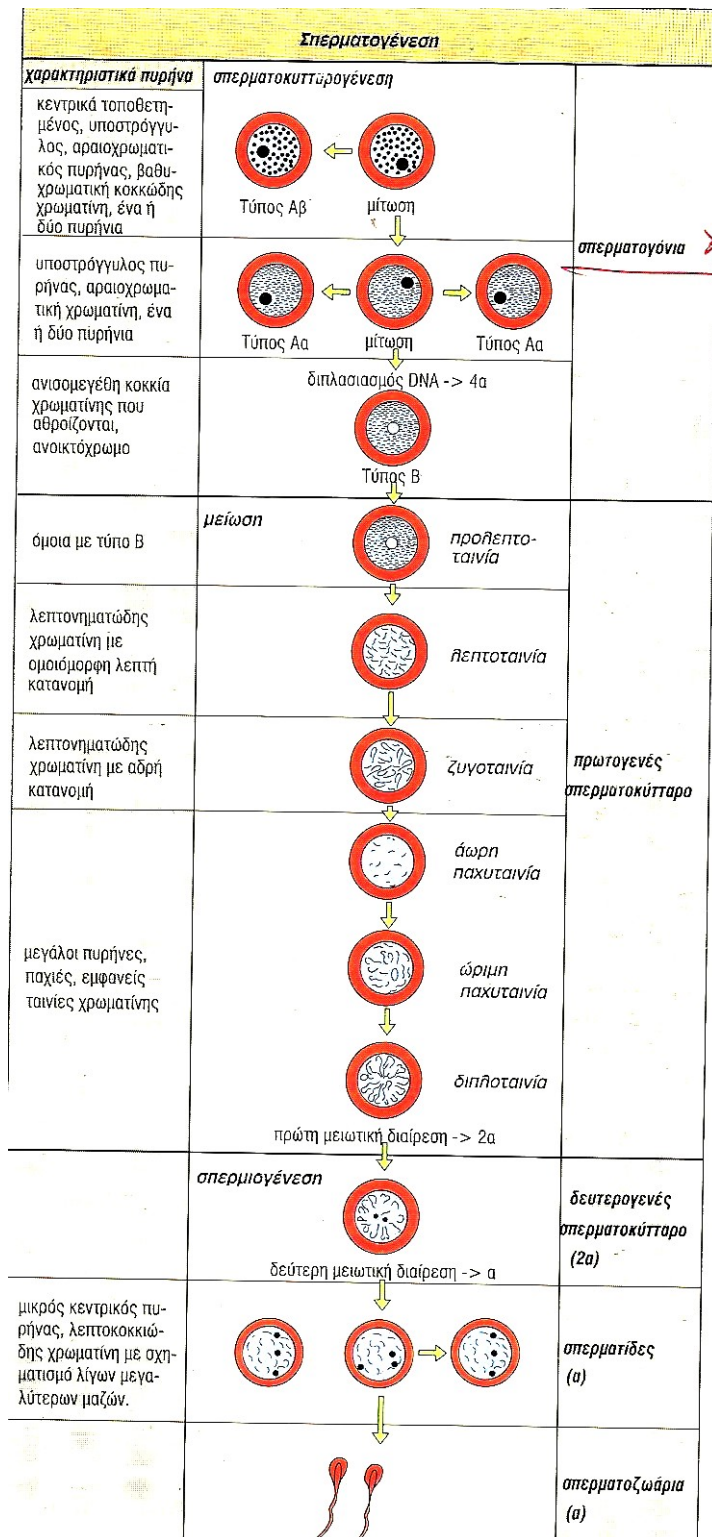 Σπερματογένεση
χαρακτηριστικά πυρήνα
σπερματοκυτταρογένεση
κεντρικά τοποθετη-
μένος, υποστρόγγυ-
λος, αραιοχρωματι-
κός πυρήνας, βαθυ-
χρωματική κοκκώδης
χρωματίνη, ένα ή
δύο πυρήνια
Τύπος Αβ
μίτωση
σπερματογόνια
υποστρόγγυλος πυ-
ρήνας, αραιοχρωμα-
τική χρωματίνη, ένα
ή δύο πυρήνια
Τύπος Αα
μίτωση
Τύπος Αα
ανισομεγέθη κοκκία
χρωματίνης που
αθροίζονται,
ανοικτόχρωμο
διπλασιασμός DNA -> 4α
Τύπος Β
μείωση
όμοια με τύπο Β
προλεπτο-
ταινία
λεπτονηματώδης
χρωματίνη με
ομοιόμορφη λεπτή
κατανομή
λεπτοταινία
λεπτονηματώδης
χρωματίνη με αδρή
κατανομή
ζυγοταινία
πρωτογενές
σπερματοκύτταρο
άωρη
παχυταινία
μεγάλοι πυρήνες,
παχιές, εμφανείς
ταινίες χρωματίνης
ώριμη
παχυταινία
διπλοταινία
πρώτη μειωτική διαίρεση -> 2α
σπερμιογένεση
δευτερογενές
σπερματοκύτταρο
(2α)
δεύτερη μειωτική διαίρεση -> α
μικρός κεντρικός πυ-
ρήνας, λεπτοκοκκιώ-
δης χρωματίνη με σχη-
ματισμό λίγων μεγα-
λύτερων μαζών.
σπερματίδες
(α)
σπερματοζωάρια
(α)